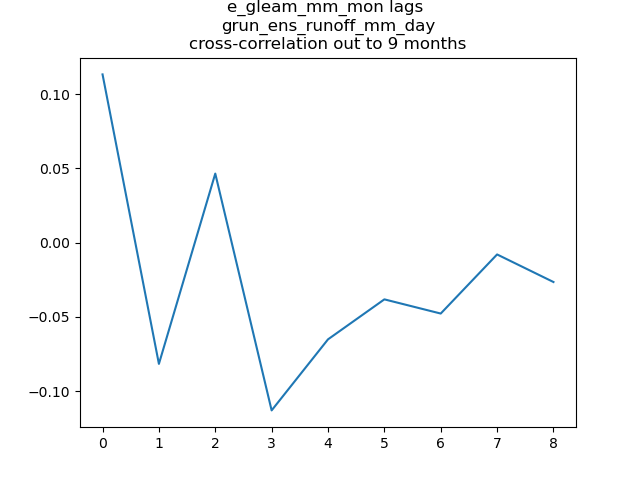 e_gleam_mm_mon lags
grun_ens_runoff_mm_day
cross-correlation out to 9 months
0.10
0.05
0.00
−0.05
−0.10
0 1 2 3 4 5 6 7 8